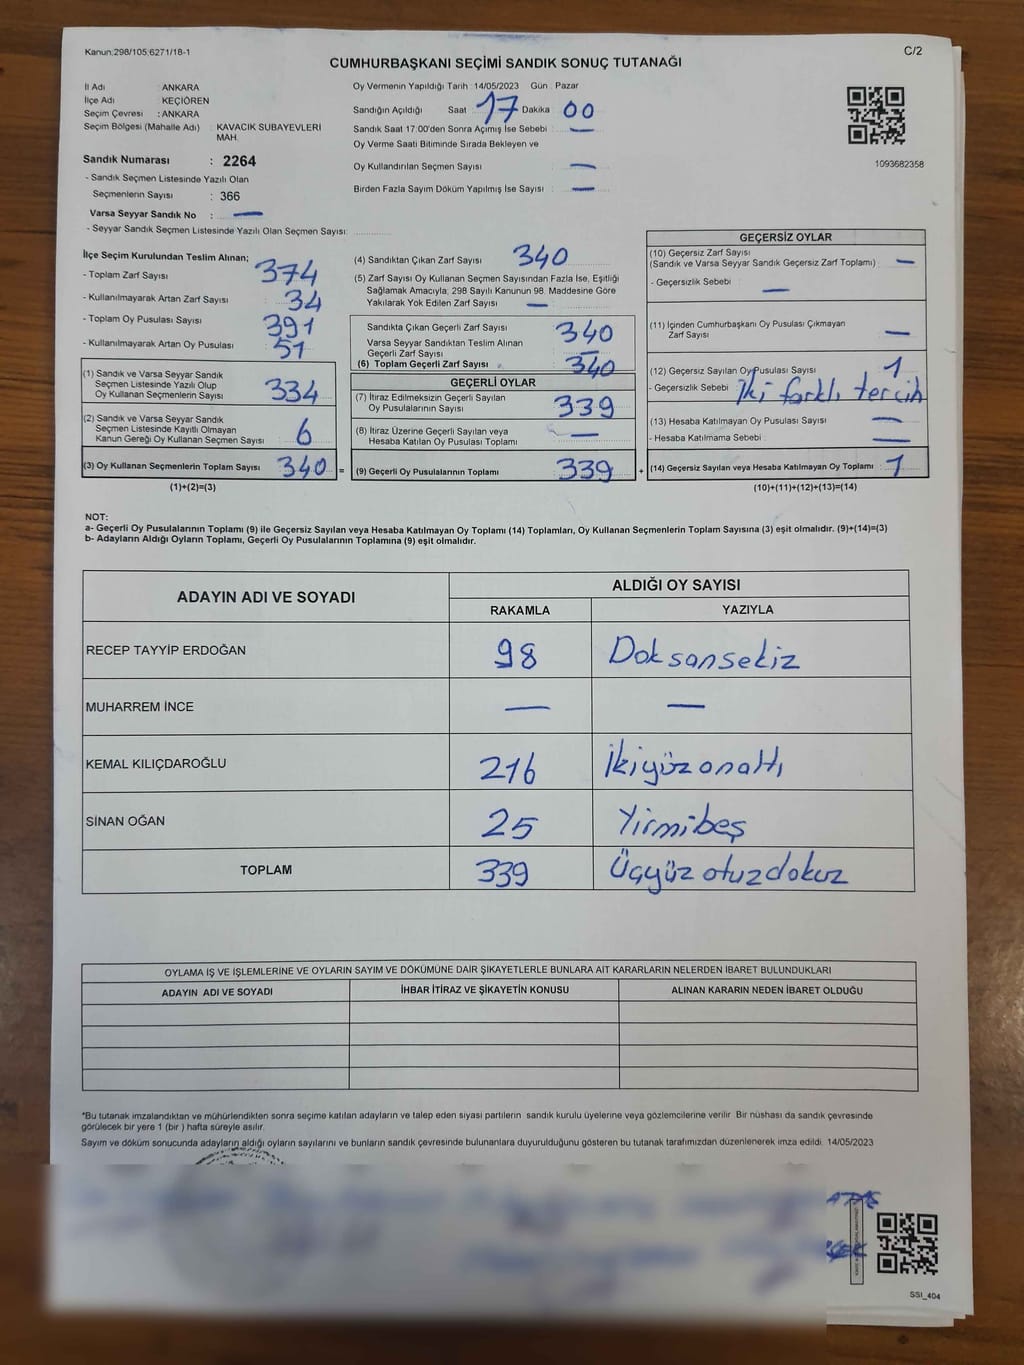 Kanun:298/105,6271/18-1
C/2
CUMHURBAŞKANI SEÇİMİ SANDIK SONUÇ TUTANAĞI
İl Adı : ANKARA
İlçe Adı : KEÇİÖREN
Seçim Çevresi : ANKARA
Seçim Bölgesi (Mahalle Adı) : KAVACIK SUBAYEVLERİ
MAH.
Sandık Numarası : 2264
- Sandık Seçmen Listesinde Yazılı Olan
Seçmenlerin Sayısı : 366
Varsa Seyyar Sandık No : —
- Seyyar Sandık Seçmen Listesinde Yazılı Olan Seçmen Sayısı:
Oy Vermenin Yapıldığı Tarih : 14/05/2023 Gün : Pazar
Sandığın Açıldığı Saat 17 Dakika 00
Sandık Saat 17:00'den Sonra Açımış İse Sebebi : —
Oy Verme Saati Bitiminde Sırada Bekleyen ve
Oy Kullandırılan Seçmen Sayısı : —
Birden Fazla Sayım Döküm Yapılmış İse Sayısı : —
1093682358
İlçe Seçim Kurulundan Teslim Alınan;
- Toplam Zarf Sayısı : 374
- Kullanılmayarak Artan Zarf Sayısı : 34
- Toplam Oy Pusulası Sayısı : 391
- Kullanılmayarak Artan Oy Pusulası : 51
(1) Sandık ve Varsa Seyyar Sandık
Seçmen Listesinde Yazılı Olup
Oy Kullanan Seçmenlerin Sayısı : 334
(2) Sandık ve Varsa Seyyar Sandık
Seçmen Listesinde Kayıtlı Olmayan
Kanun Gereği Oy Kullanan Seçmen Sayısı : 6
(3) Oy Kullanan Seçmenlerin Toplam Sayısı : 340 =
(1)+(2)=(3)
(4) Sandıktan Çıkan Zarf Sayısı : 340
(5) Zarf Sayısı Oy Kullanan Seçmen Sayısından Fazla İse, Eşitliği
Sağlamak Amacıyla; 298 Sayılı Kanunun 98. Maddesine Göre
Yakılarak Yok Edilen Zarf Sayısı : —
Sandıkta Çıkan Geçerli Zarf Sayısı : 340
Varsa Seyyar Sandıktan Teslim Alınan
Geçerli Zarf Sayısı : —
(6) Toplam Geçerli Zarf Sayısı : 340
GEÇERLİ OYLAR
(7) İtiraz Edilmeksizin Geçerli Sayılan
Oy Pusulalarının Sayısı : 339
(8) İtiraz Üzerine Geçerli Sayılan veya
Hesaba Katılan Oy Pusulası Toplamı : —
(9) Geçerli Oy Pusulalarının Toplamı : 339 +
GEÇERSİZ OYLAR
(10) Geçersiz Zarf Sayısı
(Sandık ve Varsa Seyyar Sandık Geçersiz Zarf Toplamı) : —
- Geçersizlik Sebebi : —
(11) İçinden Cumhurbaşkanı Oy Pusulası Çıkmayan
Zarf Sayısı : —
(12) Geçersiz Sayılan Oy Pusulası Sayısı : 1
- Geçersizlik Sebebi : İki farklı tercih
(13) Hesaba Katılmayan Oy Pusulası Sayısı : —
- Hesaba Katılmama Sebebi : —
(14) Geçersiz Sayılan veya Hesaba Katılmayan Oy Toplamı : 1
(10)+(11)+(12)+(13)=(14)
NOT:
a- Geçerli Oy Pusulalarının Toplamı (9) ile Geçersiz Sayılan veya Hesaba Katılmayan Oy Toplamı (14) Toplamları, Oy Kullanan Seçmenlerin Toplam Sayısına (3) eşit olmalıdır. (9)+(14)=(3)
b- Adayların Aldığı Oyların Toplamı, Geçerli Oy Pusulalarının Toplamına (9) eşit olmalıdır.
ADAYIN ADI VE SOYADI
ALDIĞI OY SAYISI
RAKAMLA YAZIYLA
RECEP TAYYİP ERDOĞAN 98 Doksansekiz
MUHARREM İNCE — —
KEMAL KILIÇDAROĞLU 216 İkiyüzonaltı
SİNAN OĞAN 25 Yirmibeş
TOPLAM 339 Üçyüzotuzdokuz
OYLAMA İŞ VE İŞLEMLERİNE VE OYLARIN SAYIM VE DÖKÜMÜNE DAİR ŞİKAYETLERLE BUNLARA AİT KARARLARIN NELERDEN İBARET BULUNDUKLARI
ADAYIN ADI VE SOYADI İHBAR İTİRAZ VE ŞİKAYETİN KONUSU ALINAN KARARIN NEDEN İBARET OLDUĞU
*Bu tutanak imzalandıktan ve mühürlendikten sonra seçime katılan adayların ve talep eden siyasi partilerin sandık kurulu üyelerine veya gözlemcilerine verilir. Bir nüshası da sandık çevresinde
görülecek bir yere 1 (bir ) hafta süreyle asılır.
Sayım ve döküm sonucunda adayların aldığı oyların sayılarını ve bunların sandık çevresinde bulunanlara duyurulduğunu gösteren bu tutanak tarafımızdan düzenlenerek imza edildi. 14/05/2023
SSI_404